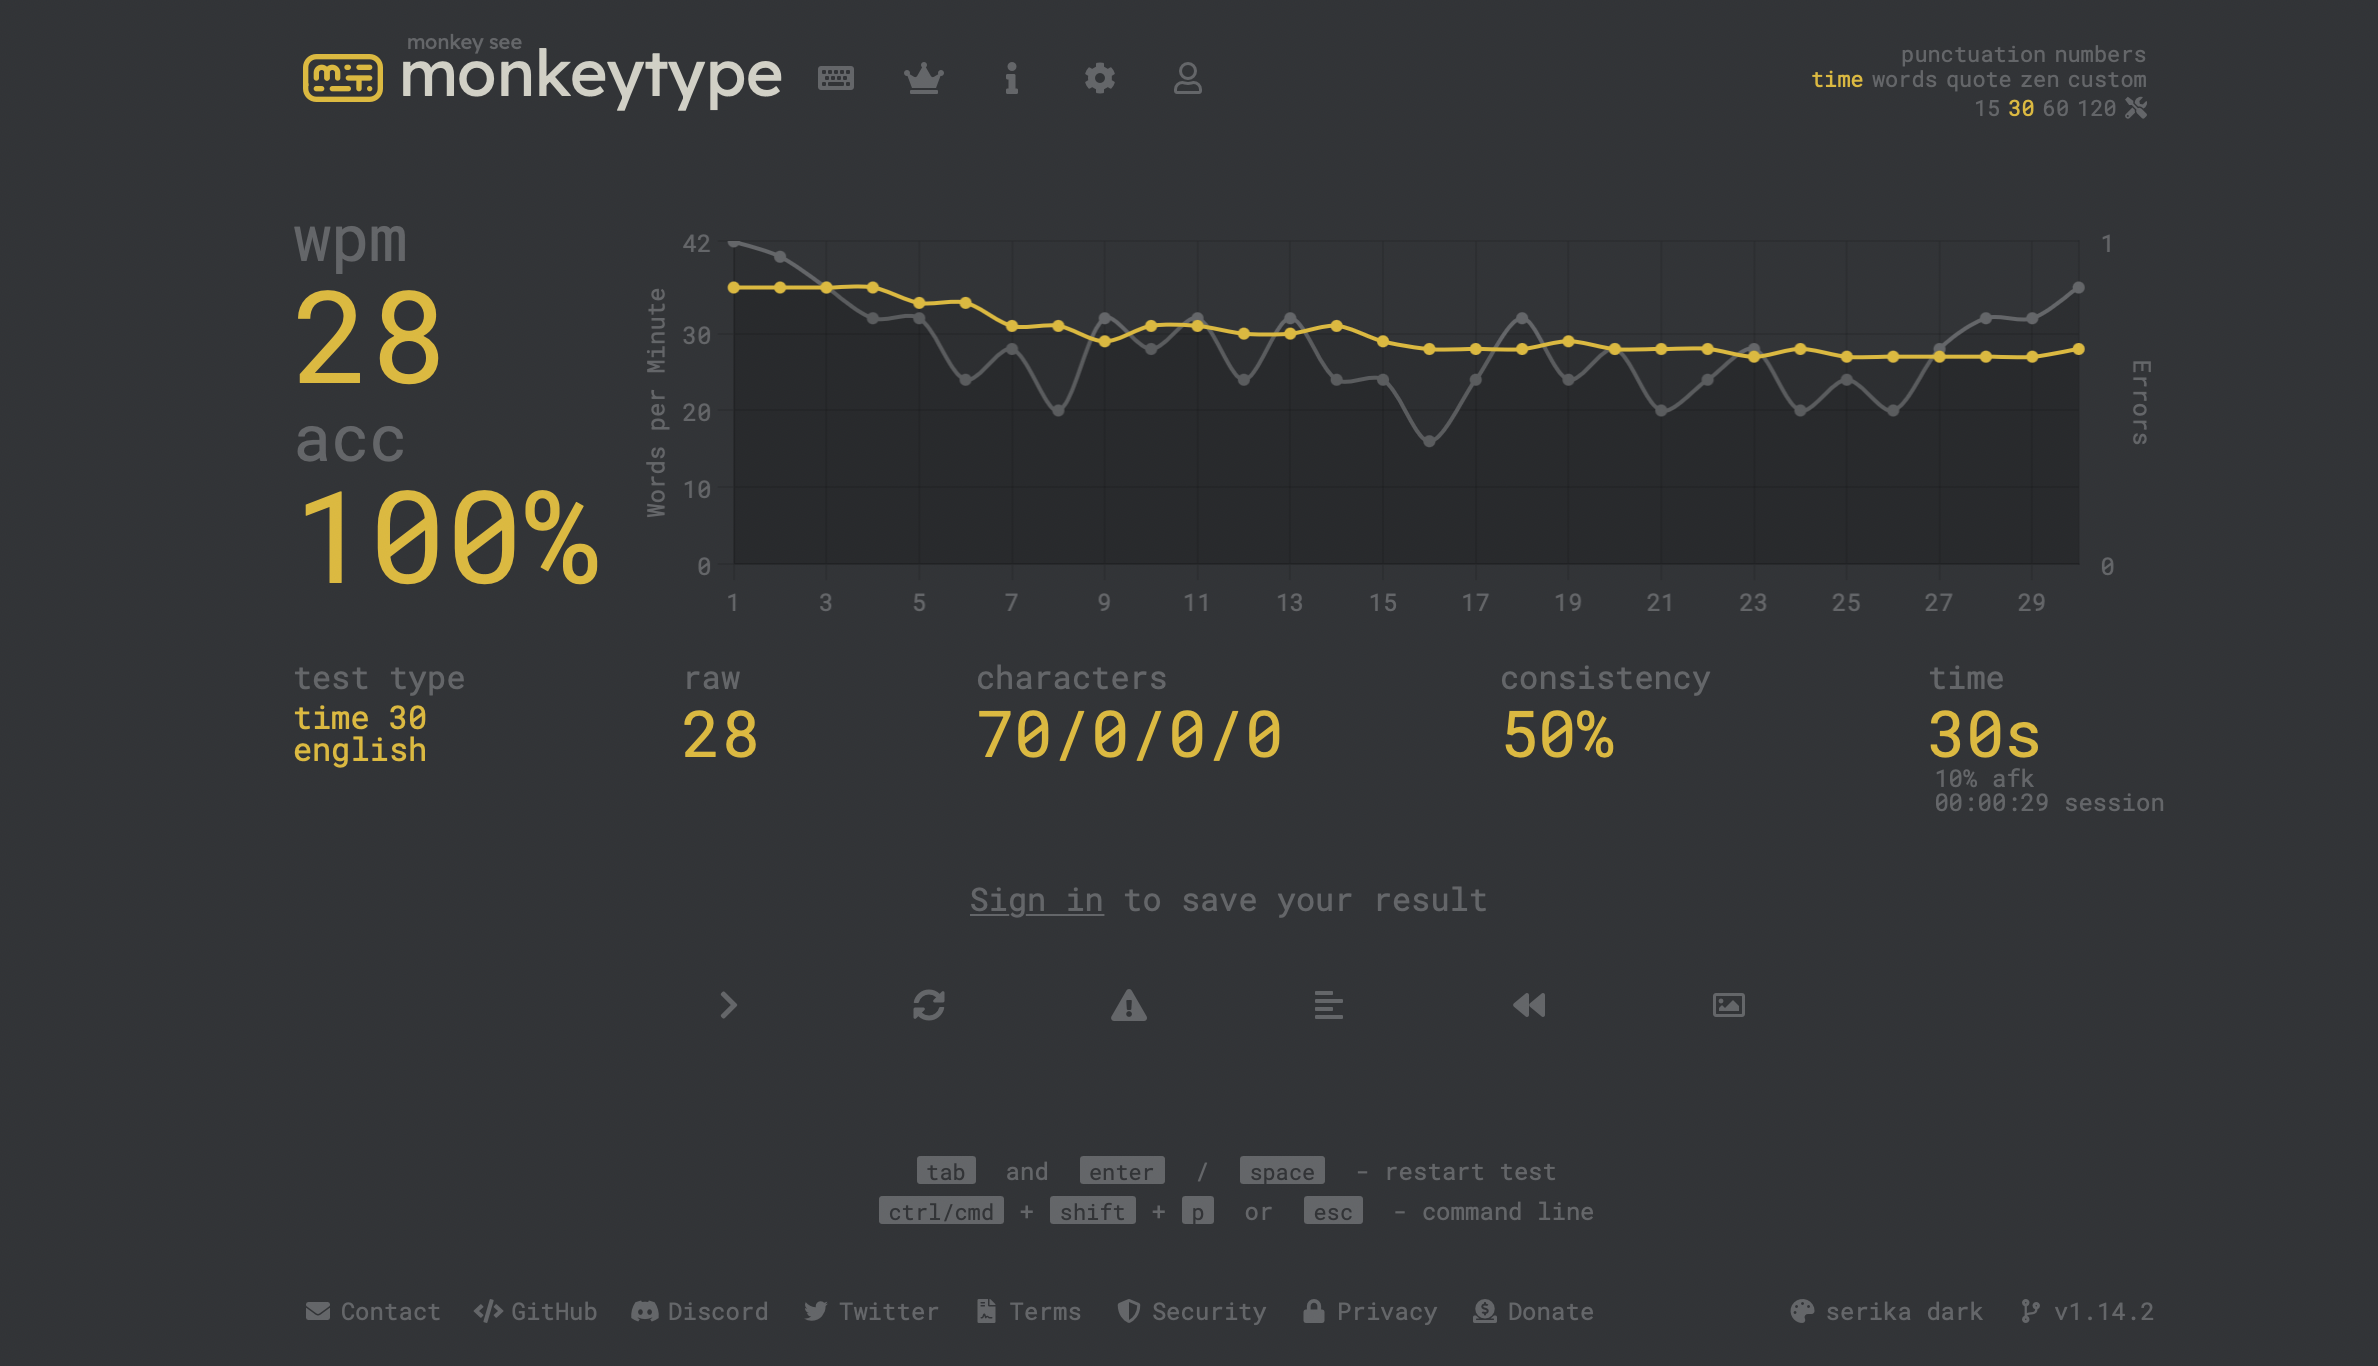 monkey see
monkeytype
punctuation numbers
time words quote zen custom
15 30 60 120
wpm
28
acc
100%
42
30
20
10
0
Words per Minute
1
0
Errors
1 3 5 7 9 11 13 15 17 19 21 23 25 27 29
test type
time 30
english
raw
28
characters
70/0/0/0
consistency
50%
time
30s
10% afk
00:00:29 session
Sign in to save your result
tab and enter / space - restart test
ctrl/cmd + shift + p or esc - command line
Contact GitHub Discord Twitter Terms Security Privacy Donate serika dark v1.14.2